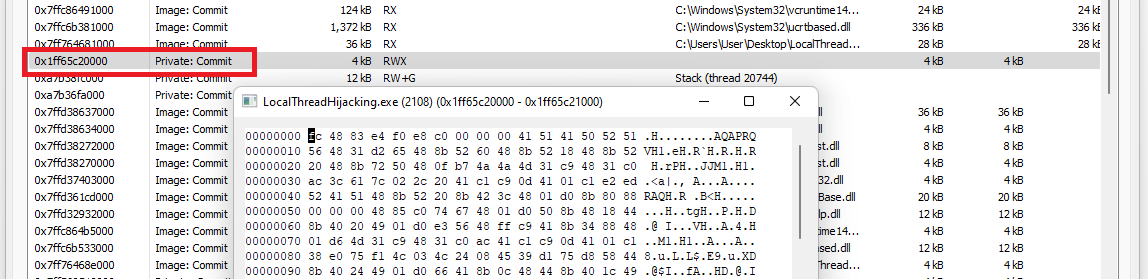 0x7ffc86491000 Image: Commit 124 kB RX C:\Windows\System32\vcruntime14... 24 kB 24 kB
0x7ffc6b381000 Image: Commit 1,372 kB RX C:\Windows\System32\ucrtbased.dll 336 kB 336 kB
0x7ff764681000 Image: Commit 36 kB RX C:\Users\User\Desktop\LocalThread... 28 kB 28 kB
0x1ff65c20000 Private: Commit 4 kB RWX 4 kB 4 kB
0xa7b38fc000 Private: Commit 12 kB RW+G Stack (thread 20744)
0xa7b36fa000 Private: Commit
LocalThreadHijacking.exe (2108) (0x1ff65c20000 - 0x1ff65c21000)
0x7ffd38637000 Image: Commit 36 kB 36 kB
0x7ffd38634000 Image: Commit dll 4 kB 4 kB
00000000 fc 48 83 e4 f0 e8 c0 00 00 00 41 51 41 50 52 51 .H........AQAPRQ
0x7ffd38272000 Image: Commit st.dll 8 kB 8 kB
00000010 56 48 31 d2 65 48 8b 52 60 48 8b 52 18 48 8b 52 VH1.eH.R`H.R.H.R
0x7ffd38270000 Image: Commit st.dll 4 kB 4 kB
00000020 20 48 8b 72 50 48 0f b7 4a 4a 4d 31 c9 48 31 c0 H.rPH..JJM1.H1.
0x7ffd37403000 Image: Commit 32.dll 4 kB 4 kB
00000030 ac 3c 61 7c 02 2c 20 41 c1 c9 0d 41 01 c1 e2 ed .<a|., A...A....
0x7ffd361cd000 Image: Commit Base.dll 20 kB 20 kB
00000040 52 41 51 48 8b 52 20 8b 42 3c 48 01 d0 8b 80 88 RAQH.R .B<H.....
0x7ffd32932000 Image: Commit lp.dll 12 kB 12 kB
00000050 00 00 00 48 85 c0 74 67 48 01 d0 50 8b 48 18 44 ...H..tgH..P.H.D
0x7ffc864b5000 Image: Commit time14... 4 kB 4 kB
00000060 8b 40 20 49 01 d0 e3 56 48 ff c9 41 8b 34 88 48 .@ I...VH..A.4.H
0x7ffc6b533000 Image: Commit d.dll 12 kB 12 kB
00000070 01 d6 4d 31 c9 48 31 c0 ac 41 c1 c9 0d 41 01 c1 ..M1.H1..A...A..
0x7ff76468e000 Image: Commit Thread... 4 kB 4 kB
00000080 38 e0 75 f1 4c 03 4c 24 08 45 39 d1 75 d8 58 44 8.u.L.L$.E9.u.XD
00000090 8b 40 24 49 01 d0 66 41 8b 0c 48 44 8b 40 1c 49 .@$I..fA..HD.@.I